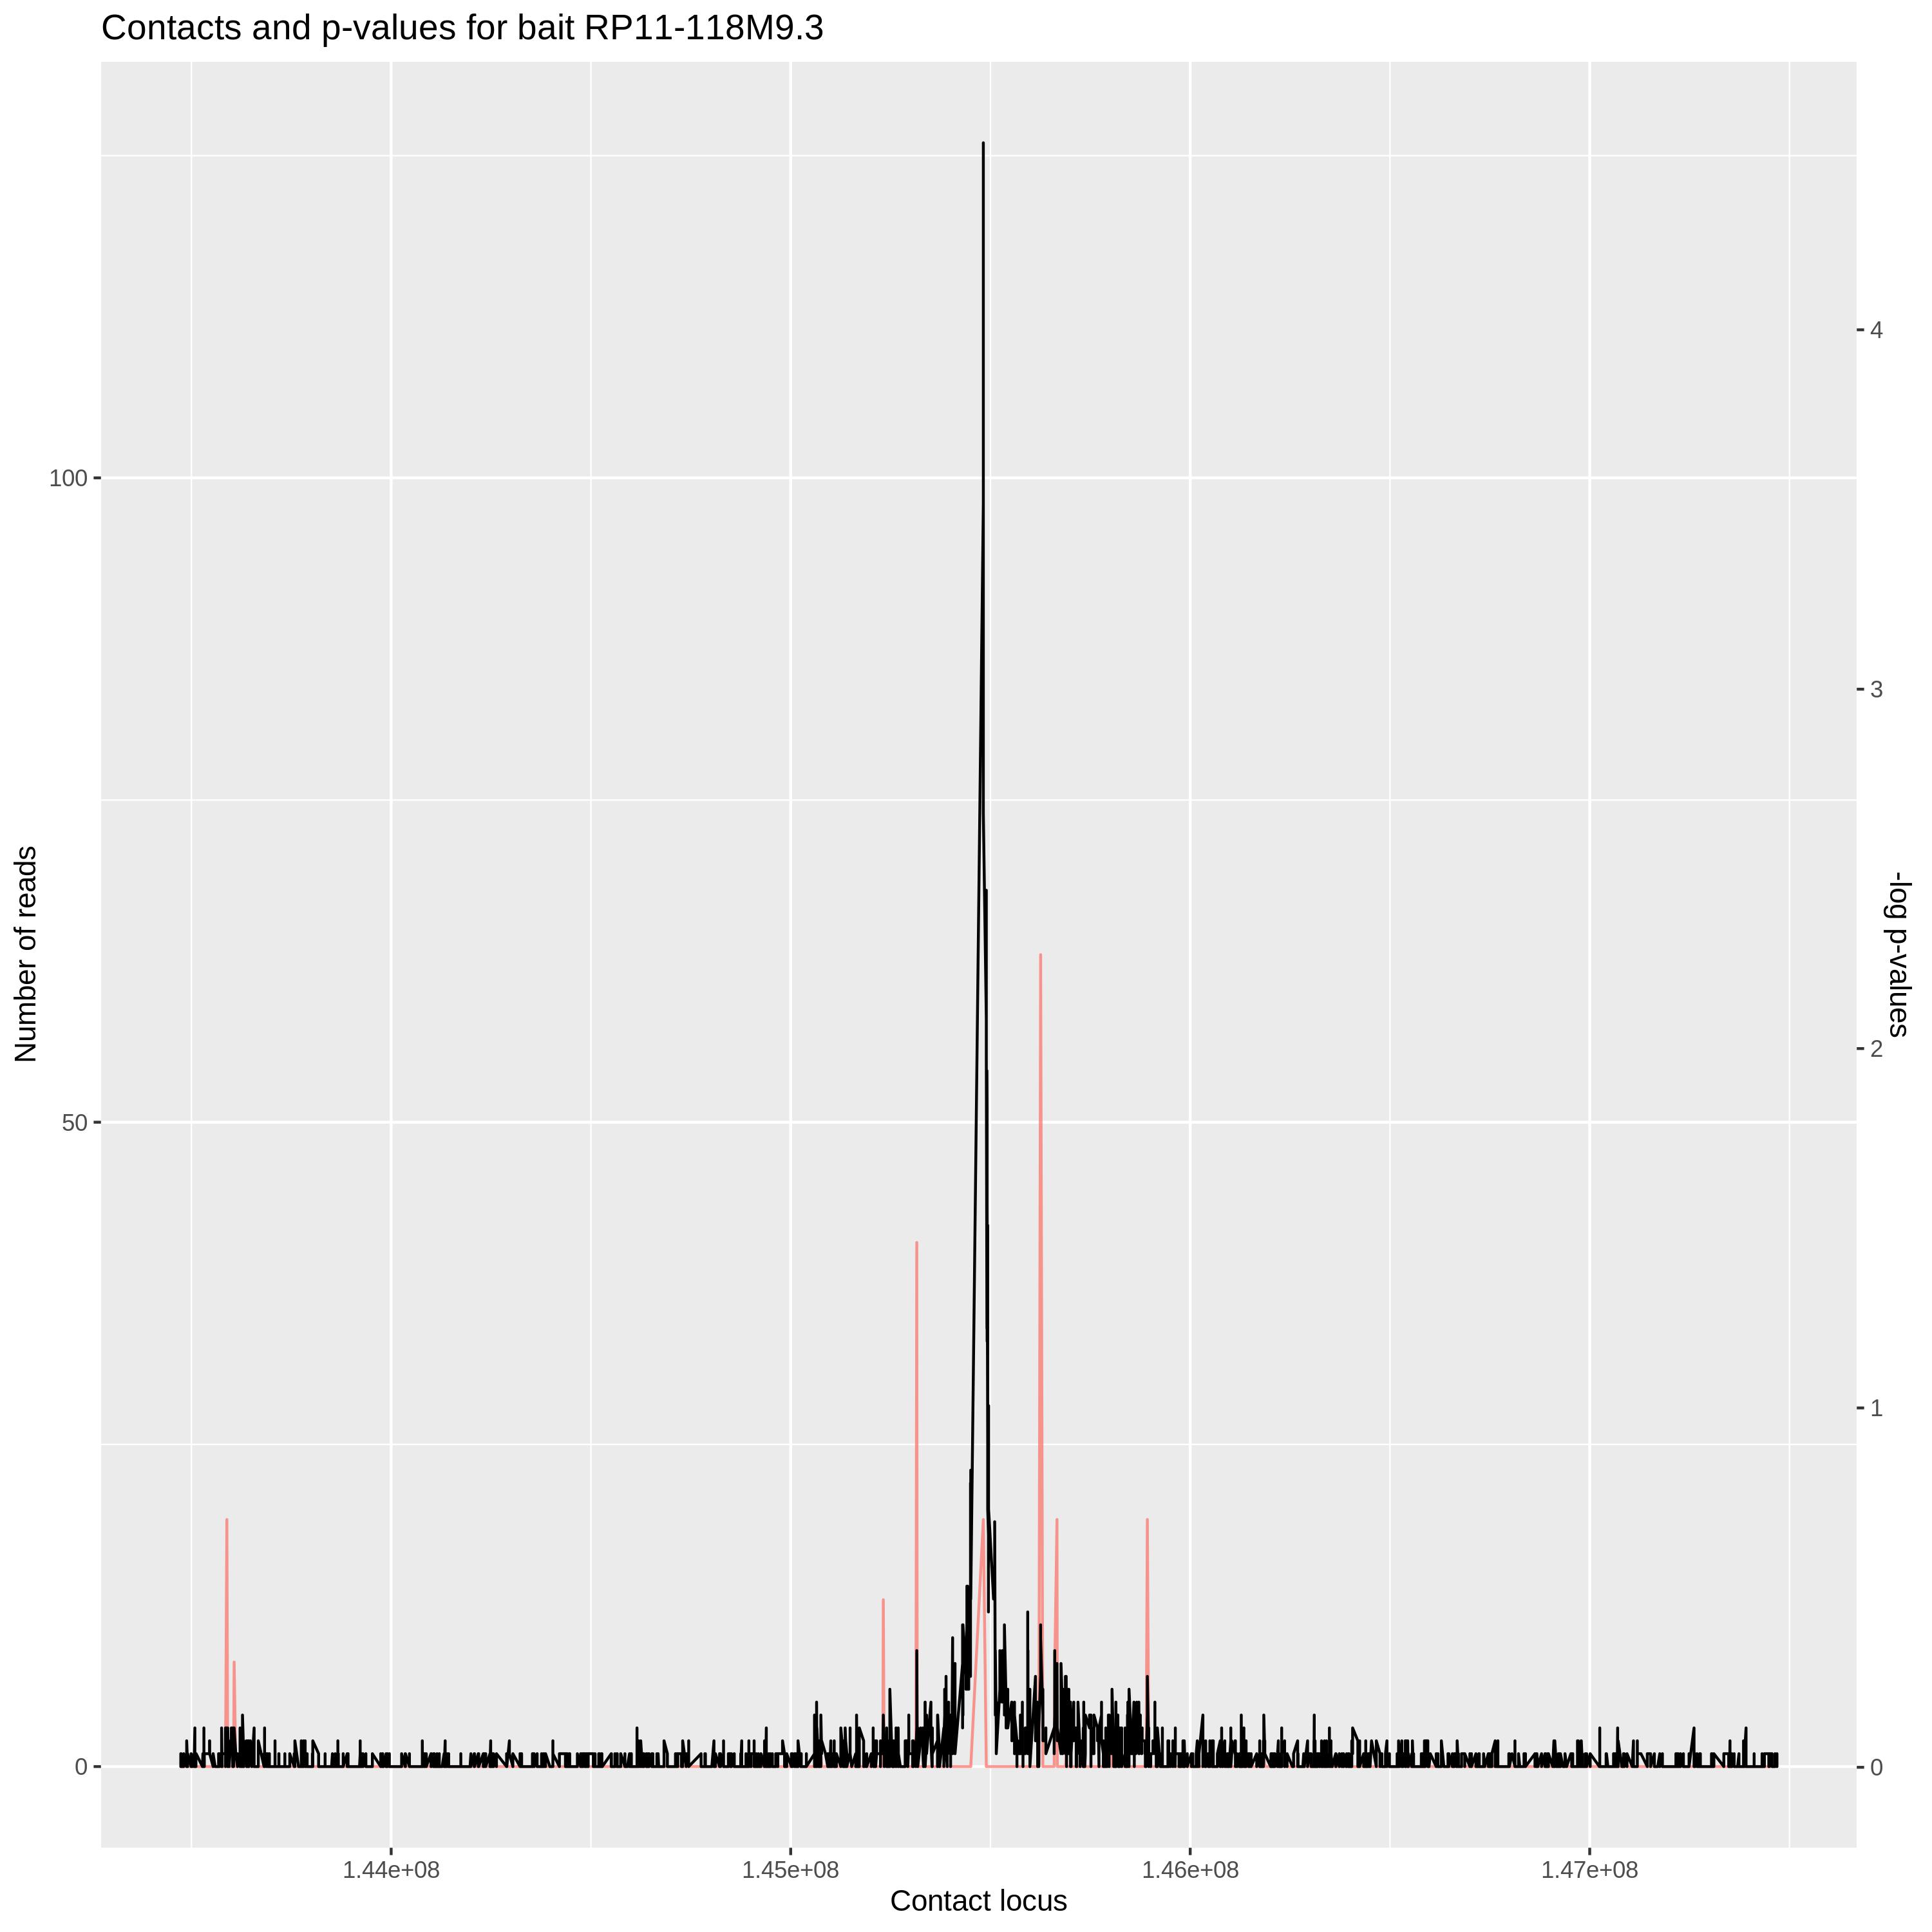 Contacts and p-values for bait RP11-118M9.3
Number of reads
100
50
0
4
3
2
1
0
-log p-values
1.44e+08 1.45e+08 1.46e+08 1.47e+08
Contact locus